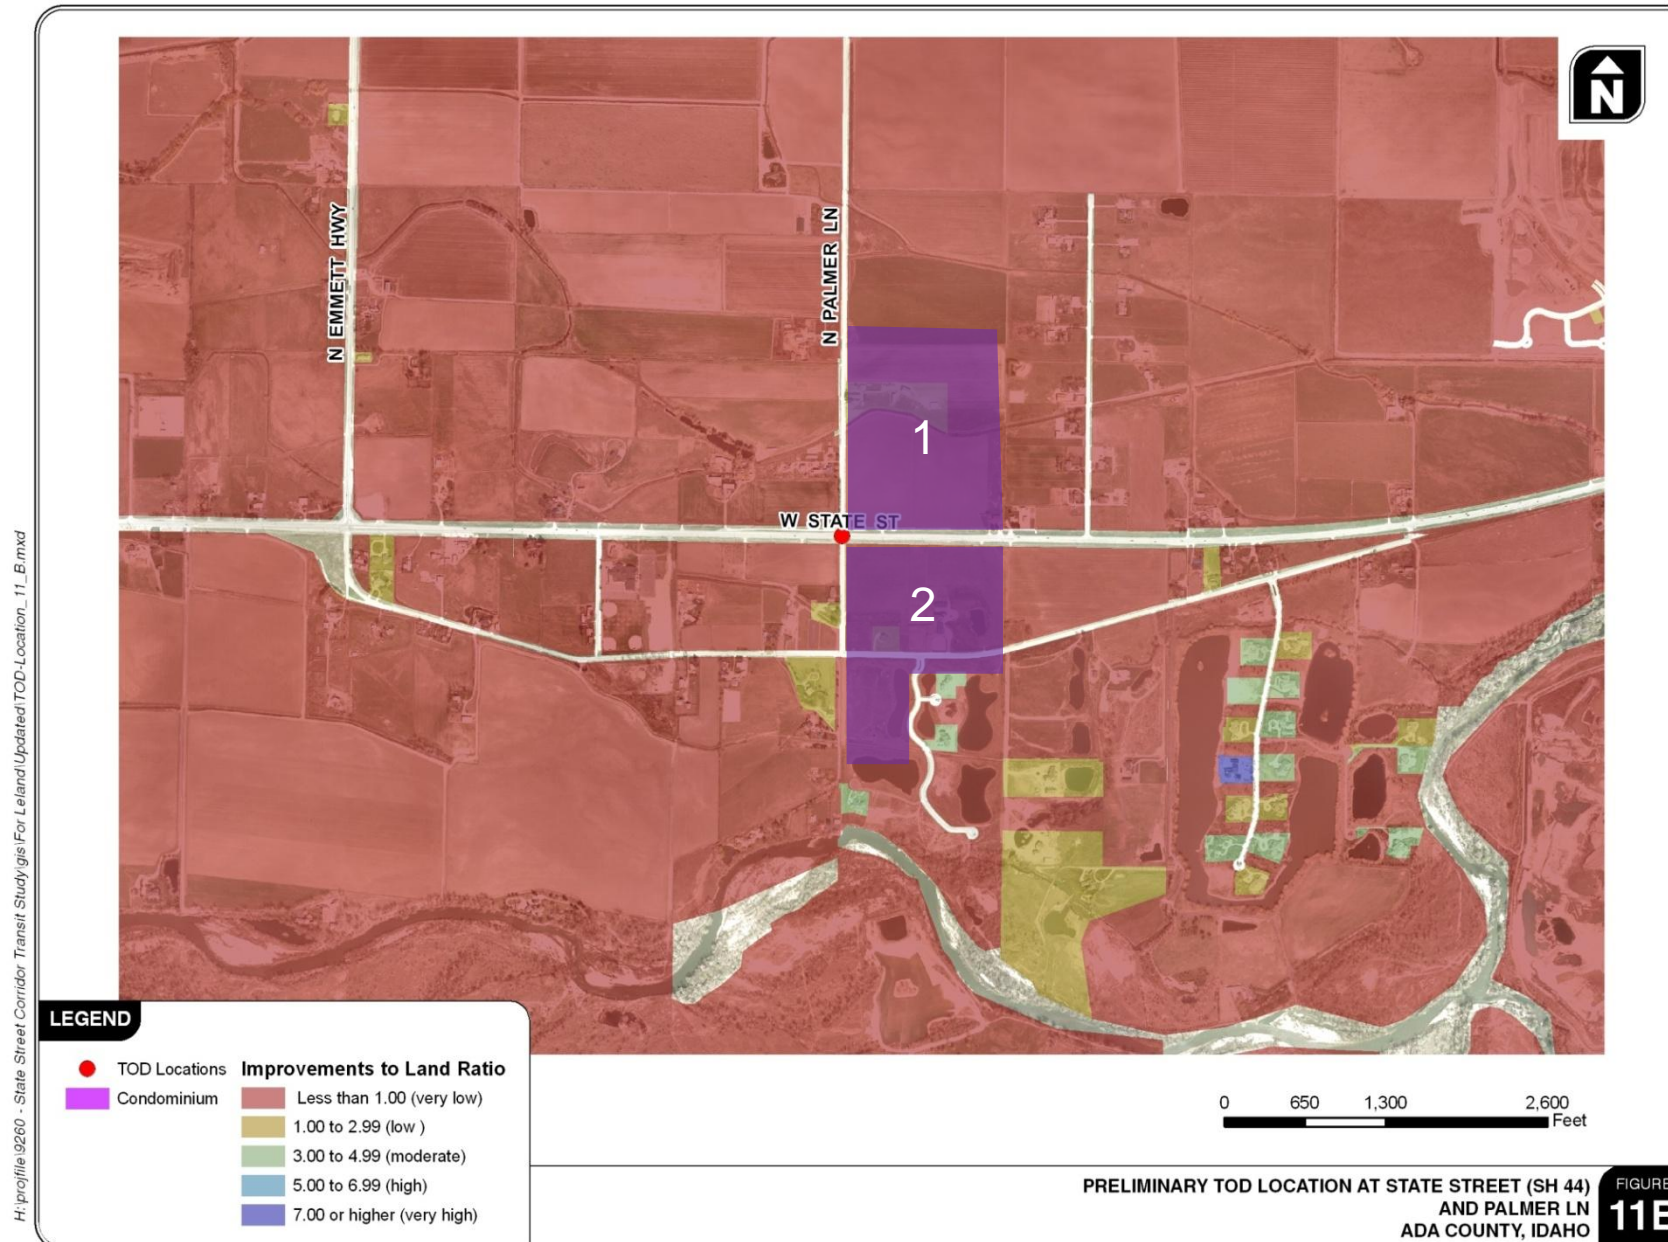 N
N EMMETT HWY
N PALMER LN
1
W STATE ST
2
H:\projfile\9260 - State Street Corridor Transit Study\gis\For Leland\Updated\TOD-Location_11_B.mxd
LEGEND
TOD Locations
Condominium
Improvements to Land Ratio
Less than 1.00 (very low)
1.00 to 2.99 (low )
3.00 to 4.99 (moderate)
5.00 to 6.99 (high)
7.00 or higher (very high)
0 650 1,300 2,600
Feet
PRELIMINARY TOD LOCATION AT STATE STREET (SH 44)
AND PALMER LN
ADA COUNTY, IDAHO
FIGURE
11B